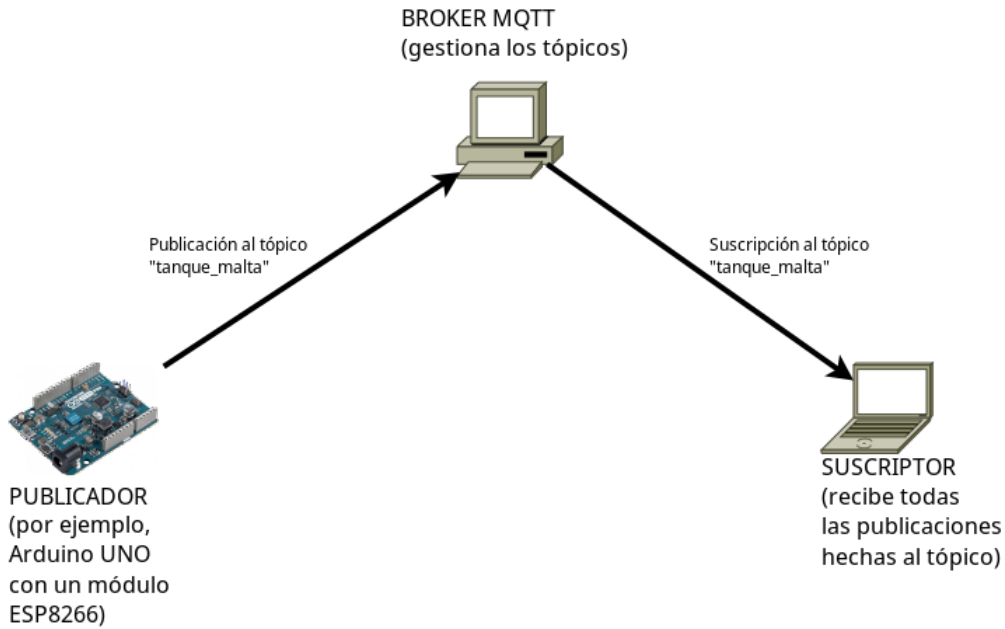 BROKER MQTT
(gestiona los tópicos)
Publicación al tópico
"tanque_malta"
Suscripción al tópico
"tanque_malta"
PUBLICADOR
(por ejemplo,
Arduino UNO
con un módulo
ESP8266)
SUSCRIPTOR
(recibe todas
las publicaciones
hechas al tópico)